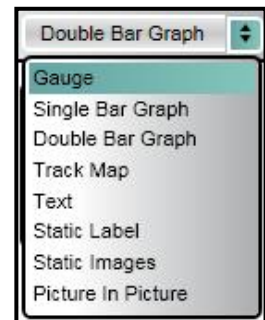 Double Bar Graph
Gauge
Single Bar Graph
Double Bar Graph
Track Map
Text
Static Label
Static Images
Picture In Picture